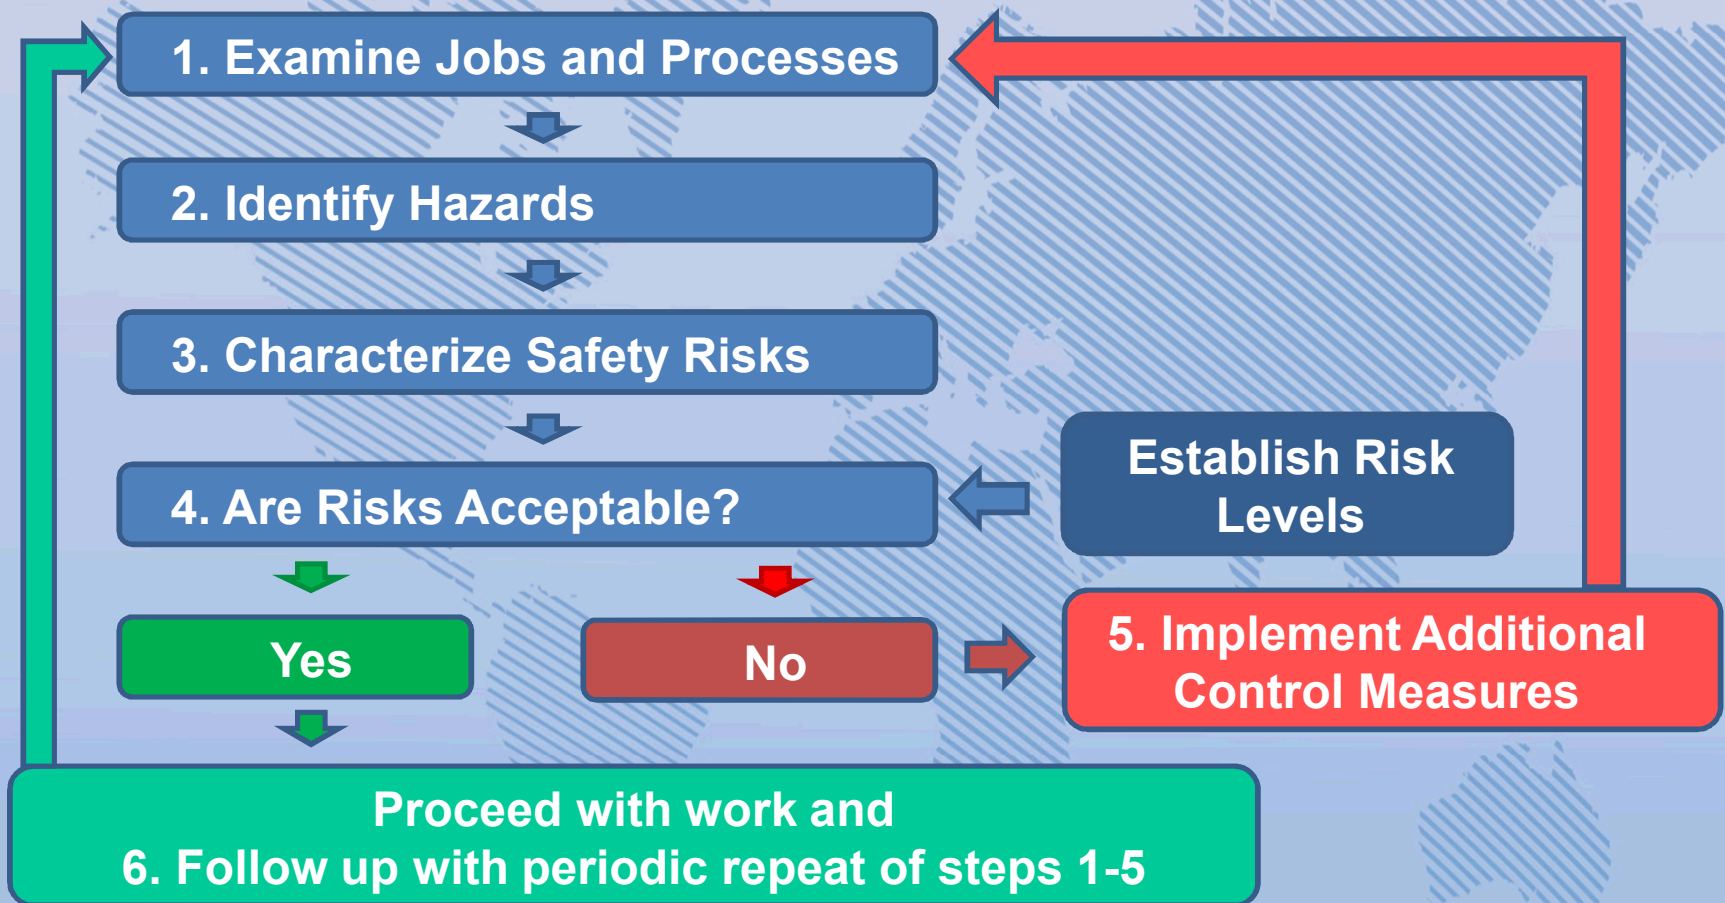 1. Examine Jobs and Processes
2. Identify Hazards
3. Characterize Safety Risks
4. Are Risks Acceptable?
Establish Risk
Levels
Yes
No
5. Implement Additional
Control Measures
Proceed with work and
6. Follow up with periodic repeat of steps 1-5